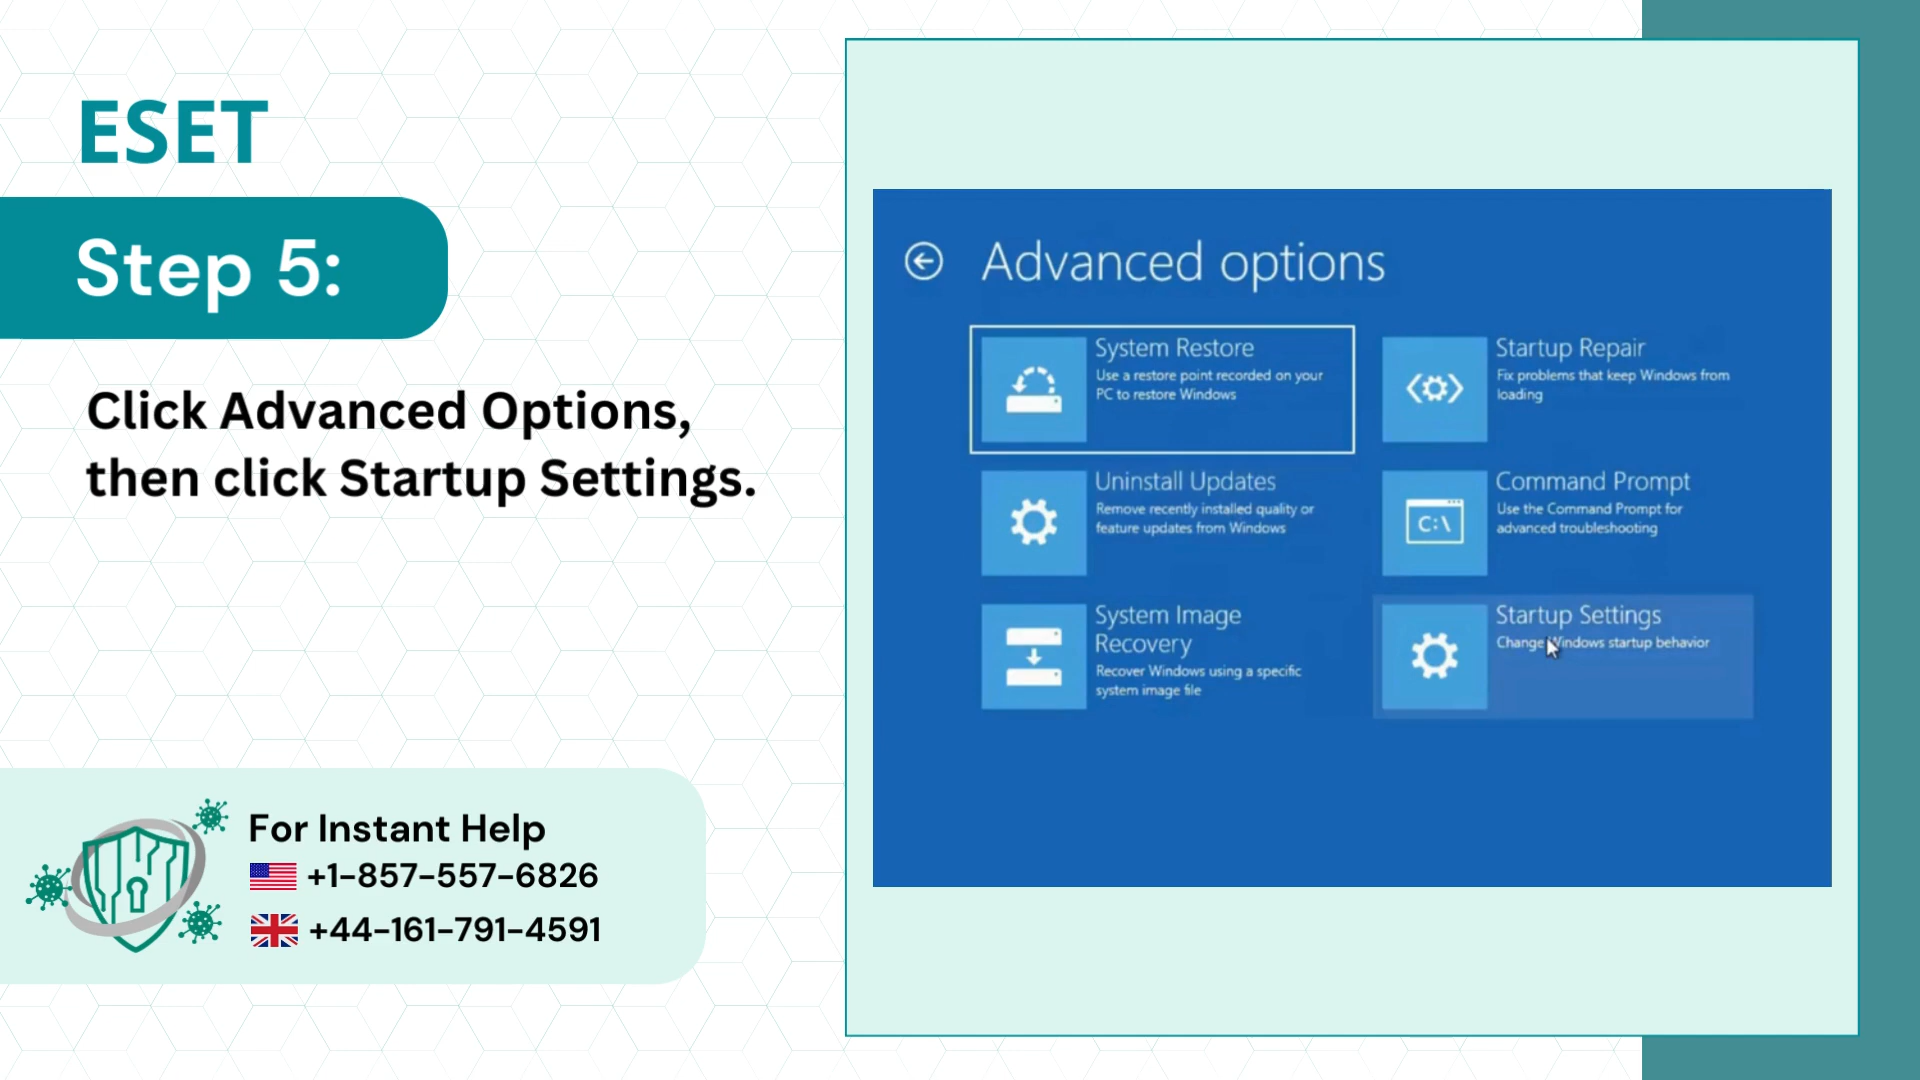 ESET
Step 5:
Click Advanced Options,
then click Startup Settings.
For Instant Help
+1-857-557-6826
+44-161-791-4591
Advanced options
System Restore
Use a restore point recorded on your
PC to restore Windows
Startup Repair
Fix problems that keep Windows from
loading
Uninstall Updates
Remove recently installed quality or
feature updates from Windows
Command Prompt
Use the Command Prompt for
advanced troubleshooting
C:\
System Image
Recovery
Recover Windows using a specific
system image file
Startup Settings
Change Windows startup behavior